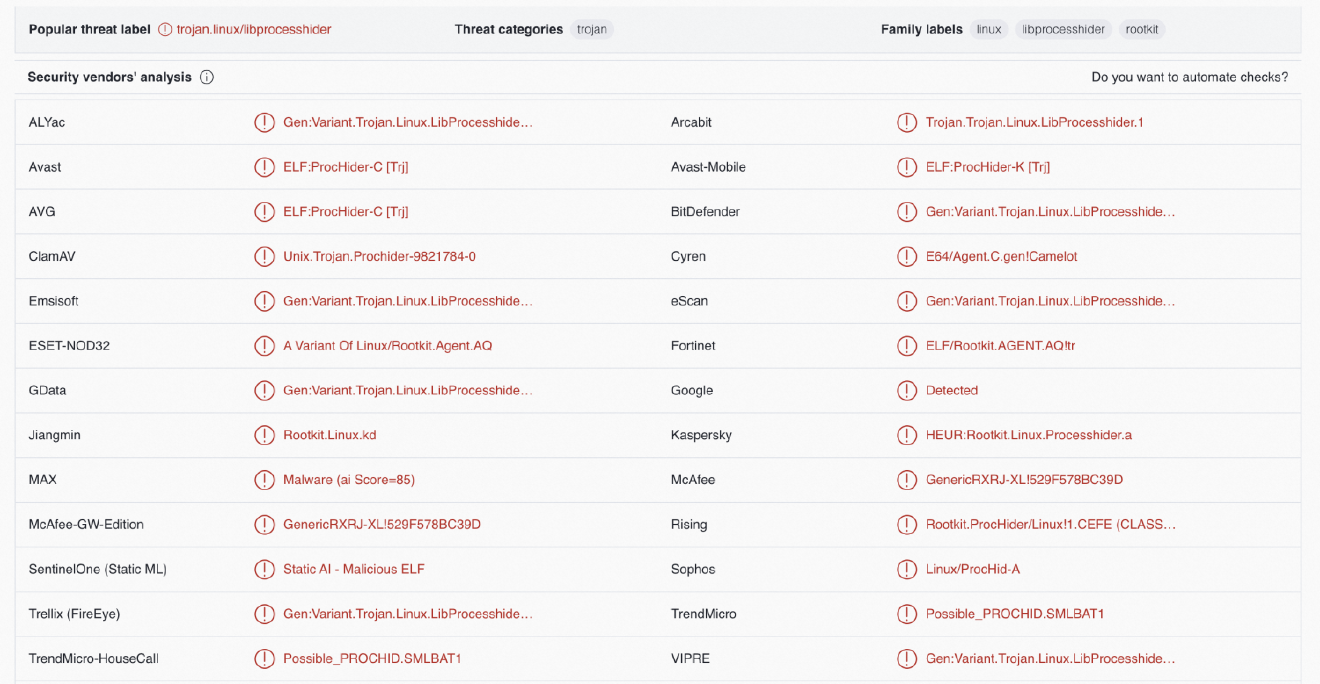 Popular threat label trojan.linux/libprocesshider Threat categories trojan Family labels linux libprocesshider rootkit
Security vendors' analysis Do you want to automate checks?
ALYac Gen:Variant.Trojan.Linux.LibProcesshide... Arcabit Trojan.Trojan.Linux.LibProcesshider.1
Avast ELF:ProcHider-C [Trj] Avast-Mobile ELF:ProcHider-K [Trj]
AVG ELF:ProcHider-C [Trj] BitDefender Gen:Variant.Trojan.Linux.LibProcesshide...
ClamAV Unix.Trojan.Prochider-9821784-0 Cyren E64/Agent.C.gen!Camelot
Emsisoft Gen:Variant.Trojan.Linux.LibProcesshide... eScan Gen:Variant.Trojan.Linux.LibProcesshide...
ESET-NOD32 A Variant Of Linux/Rootkit.Agent.AQ Fortinet ELF/Rootkit.AGENT.AQ!tr
GData Gen:Variant.Trojan.Linux.LibProcesshide... Google Detected
Jiangmin Rootkit.Linux.kd Kaspersky HEUR:Rootkit.Linux.Processhider.a
MAX Malware (ai Score=85) McAfee GenericRXRJ-XL!529F578BC39D
McAfee-GW-Edition GenericRXRJ-XL!529F578BC39D Rising Rootkit.ProcHider/Linux!1.CEFE (CLASS...
SentinelOne (Static ML) Static AI - Malicious ELF Sophos Linux/ProcHid-A
Trellix (FireEye) Gen:Variant.Trojan.Linux.LibProcesshide... TrendMicro Possible_PROCHID.SMLBAT1
TrendMicro-HouseCall Possible_PROCHID.SMLBAT1 VIPRE Gen:Variant.Trojan.Linux.LibProcesshide...